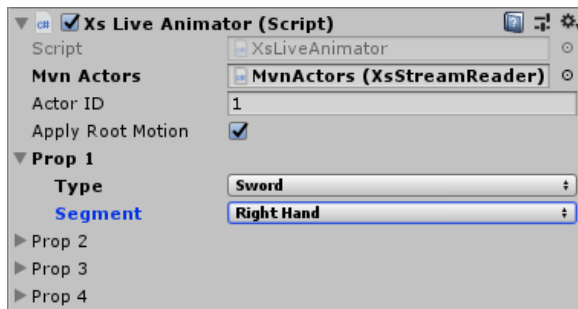 Xs Live Animator (Script)
Script XsLiveAnimator
Mvn Actors MvnActors (XsStreamReader)
Actor ID 1
Apply Root Motion
Prop 1
Type Sword
Segment Right Hand
Prop 2
Prop 3
Prop 4